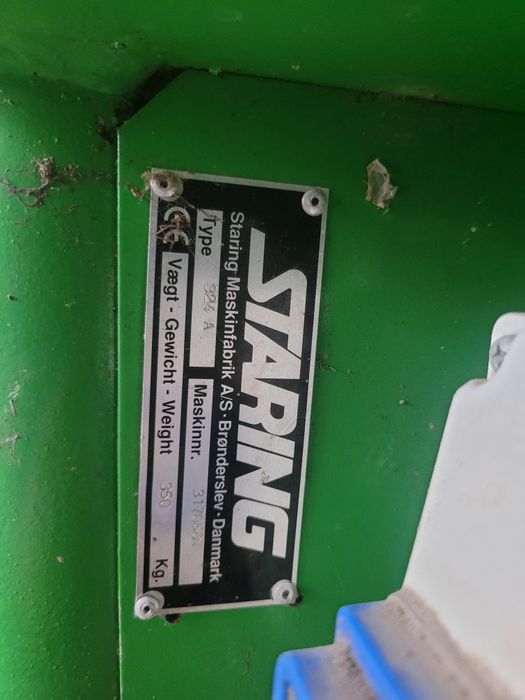 STARING
Staring Maskinfabrik A/S · Brønderslev · Danmark
Type 324 A Maskinnr.
CE Vægt - Gewicht - Weight 350 Kg.